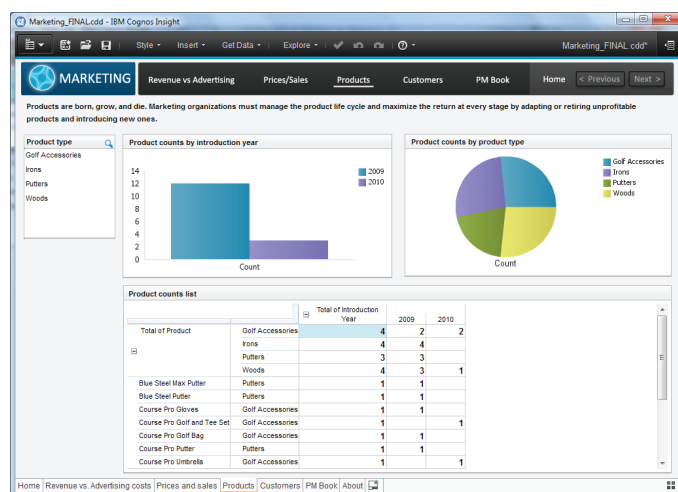 Marketing_FINAL.cdd - IBM Cognos Insight
Style Insert Get Data Explore Marketing_FINAL.cdd*
MARKETING Revenue vs Advertising Prices/Sales Products Customers PM Book Home < Previous Next >
Products are born, grow, and die. Marketing organizations must manage the product life cycle and maximize the return at every stage by adapting or retiring unprofitable
products and introducing new ones.
Product type
Golf Accessories
Irons
Putters
Woods
Product counts by introduction year
14
12
10
8
6
4
2
0
Count
2009
2010
Product counts by product type
Golf Accessories
Irons
Putters
Woods
Count
Product counts list
Total of Introduction
Year 2009 2010
Total of Product Golf Accessories 4 2 2
Irons 4 4
Putters 3 3
Woods 4 3 1
Blue Steel Max Putter Putters 1 1
Blue Steel Putter Putters 1 1
Course Pro Gloves Golf Accessories 1 1
Course Pro Golf and Tee Set Golf Accessories 1 1
Course Pro Golf Bag Golf Accessories 1 1
Course Pro Putter Putters 1 1
Course Pro Umbrella Golf Accessories 1 1
Home Revenue vs. Advertising costs Prices and sales Products Customers PM Book About